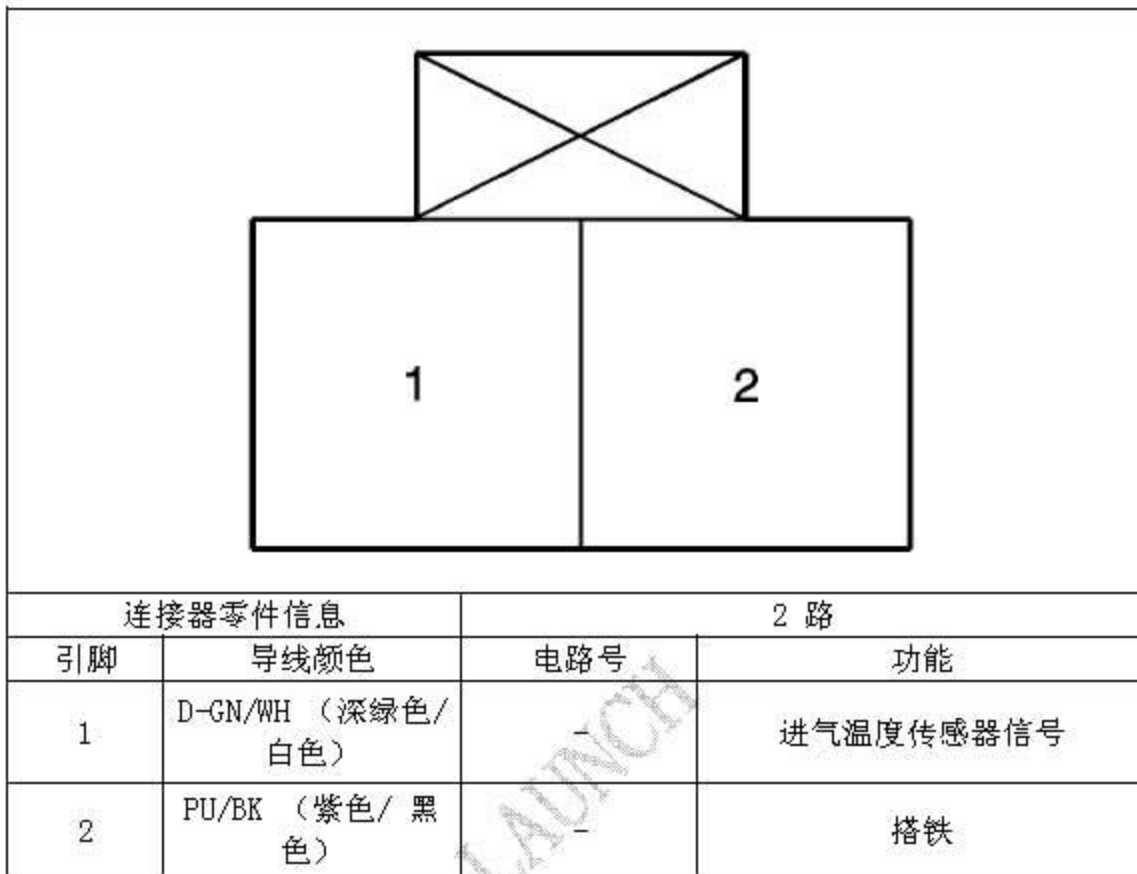 1 2
连接器零件信息 2 路
引脚 导线颜色 电路号 功能
1 D-GN/WH （深绿色/ - 进气温度传感器信号
白色）
2 PU/BK （紫色/ 黑 - 搭铁
色）
LAUNCH